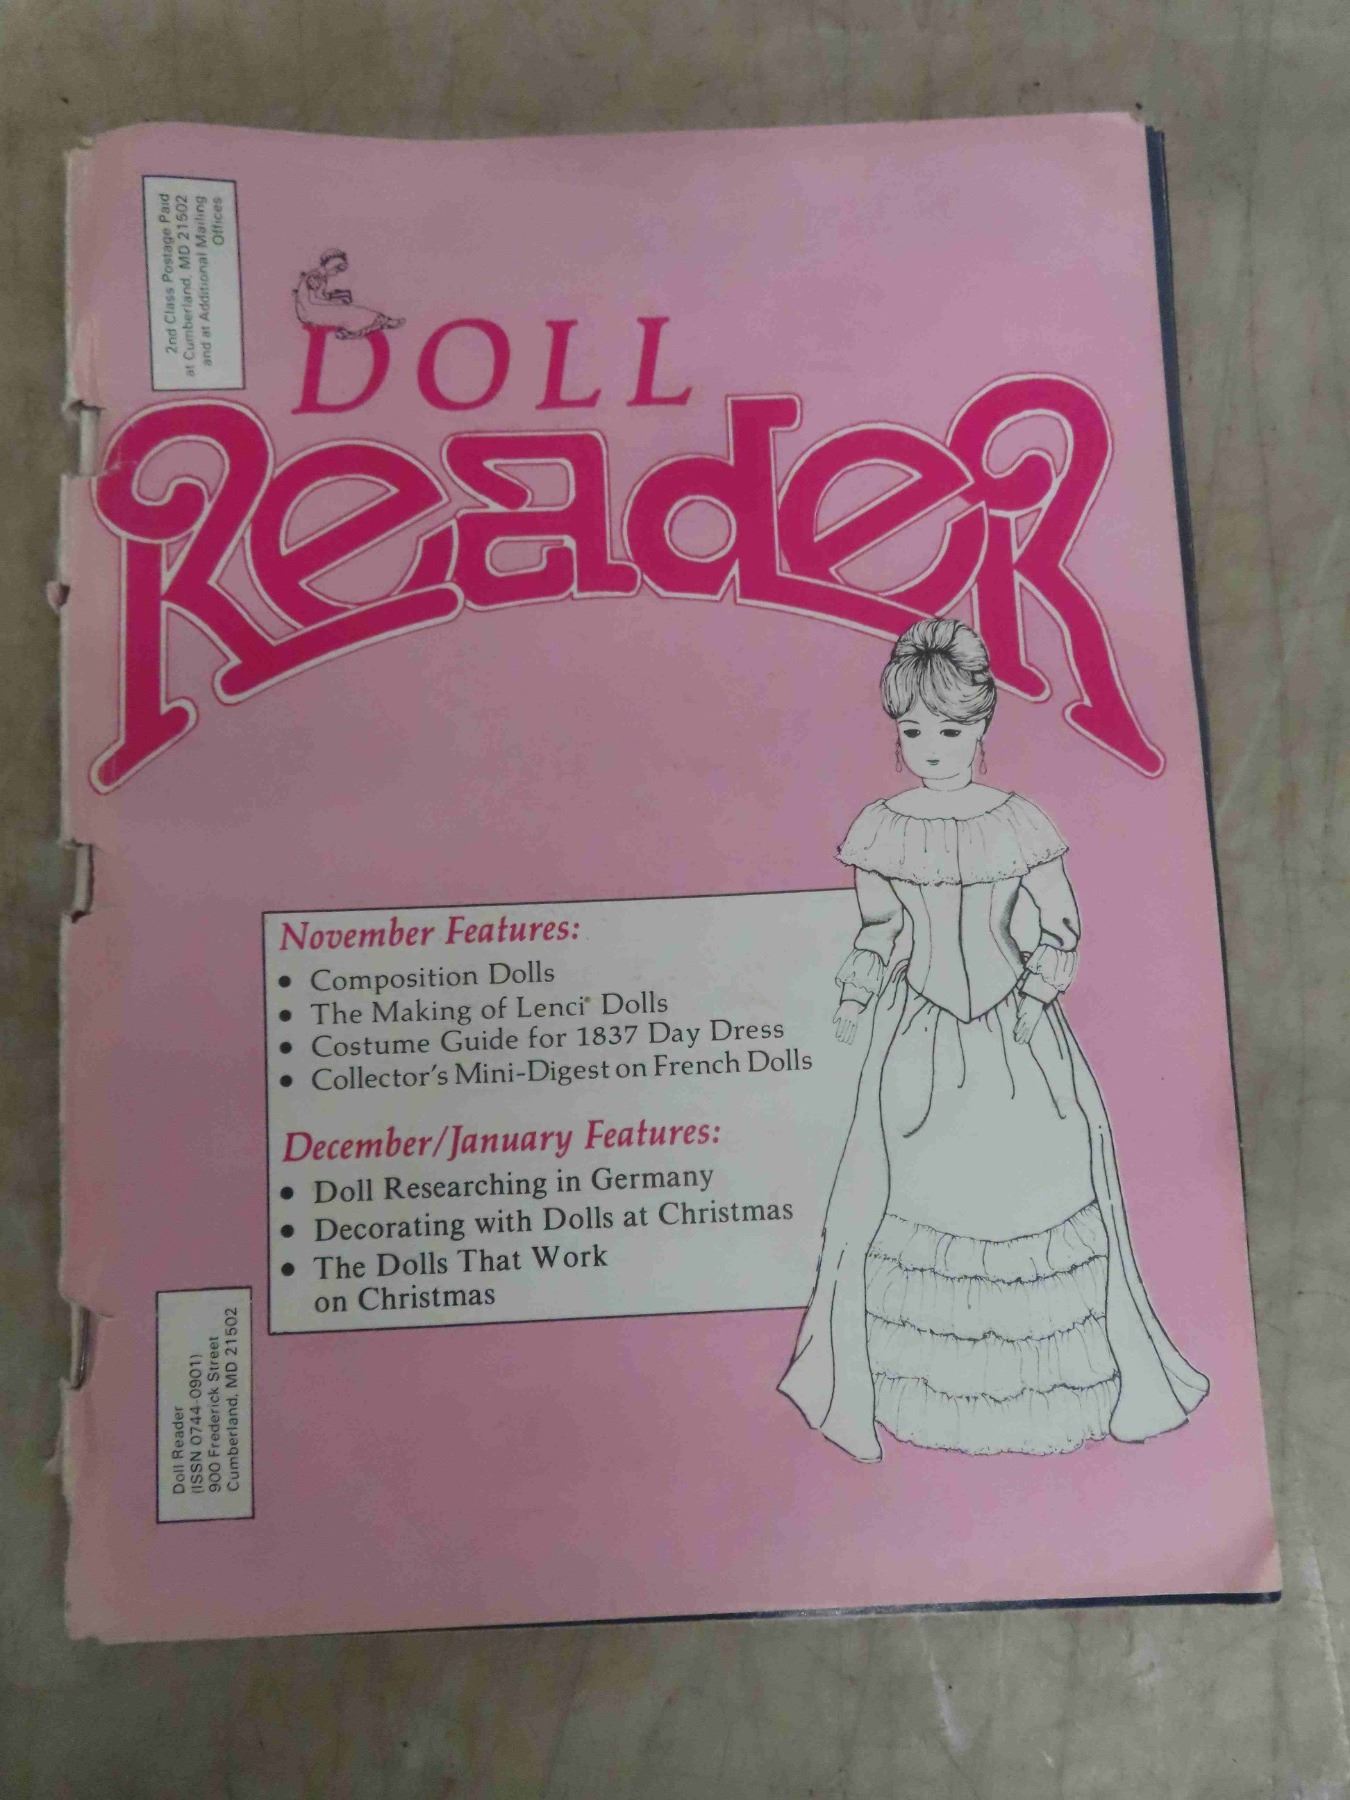 2nd Class Postage Paid
at Cumberland, MD 21502
and at Additional Mailing
Offices
DOLL
ReadeR
November Features:
• Composition Dolls
• The Making of Lenci® Dolls
• Costume Guide for 1837 Day Dress
• Collector's Mini-Digest on French Dolls
December/January Features:
• Doll Researching in Germany
• Decorating with Dolls at Christmas
• The Dolls That Work
on Christmas
Doll Reader
(ISSN 0744-0901)
900 Frederick Street
Cumberland, MD 21502